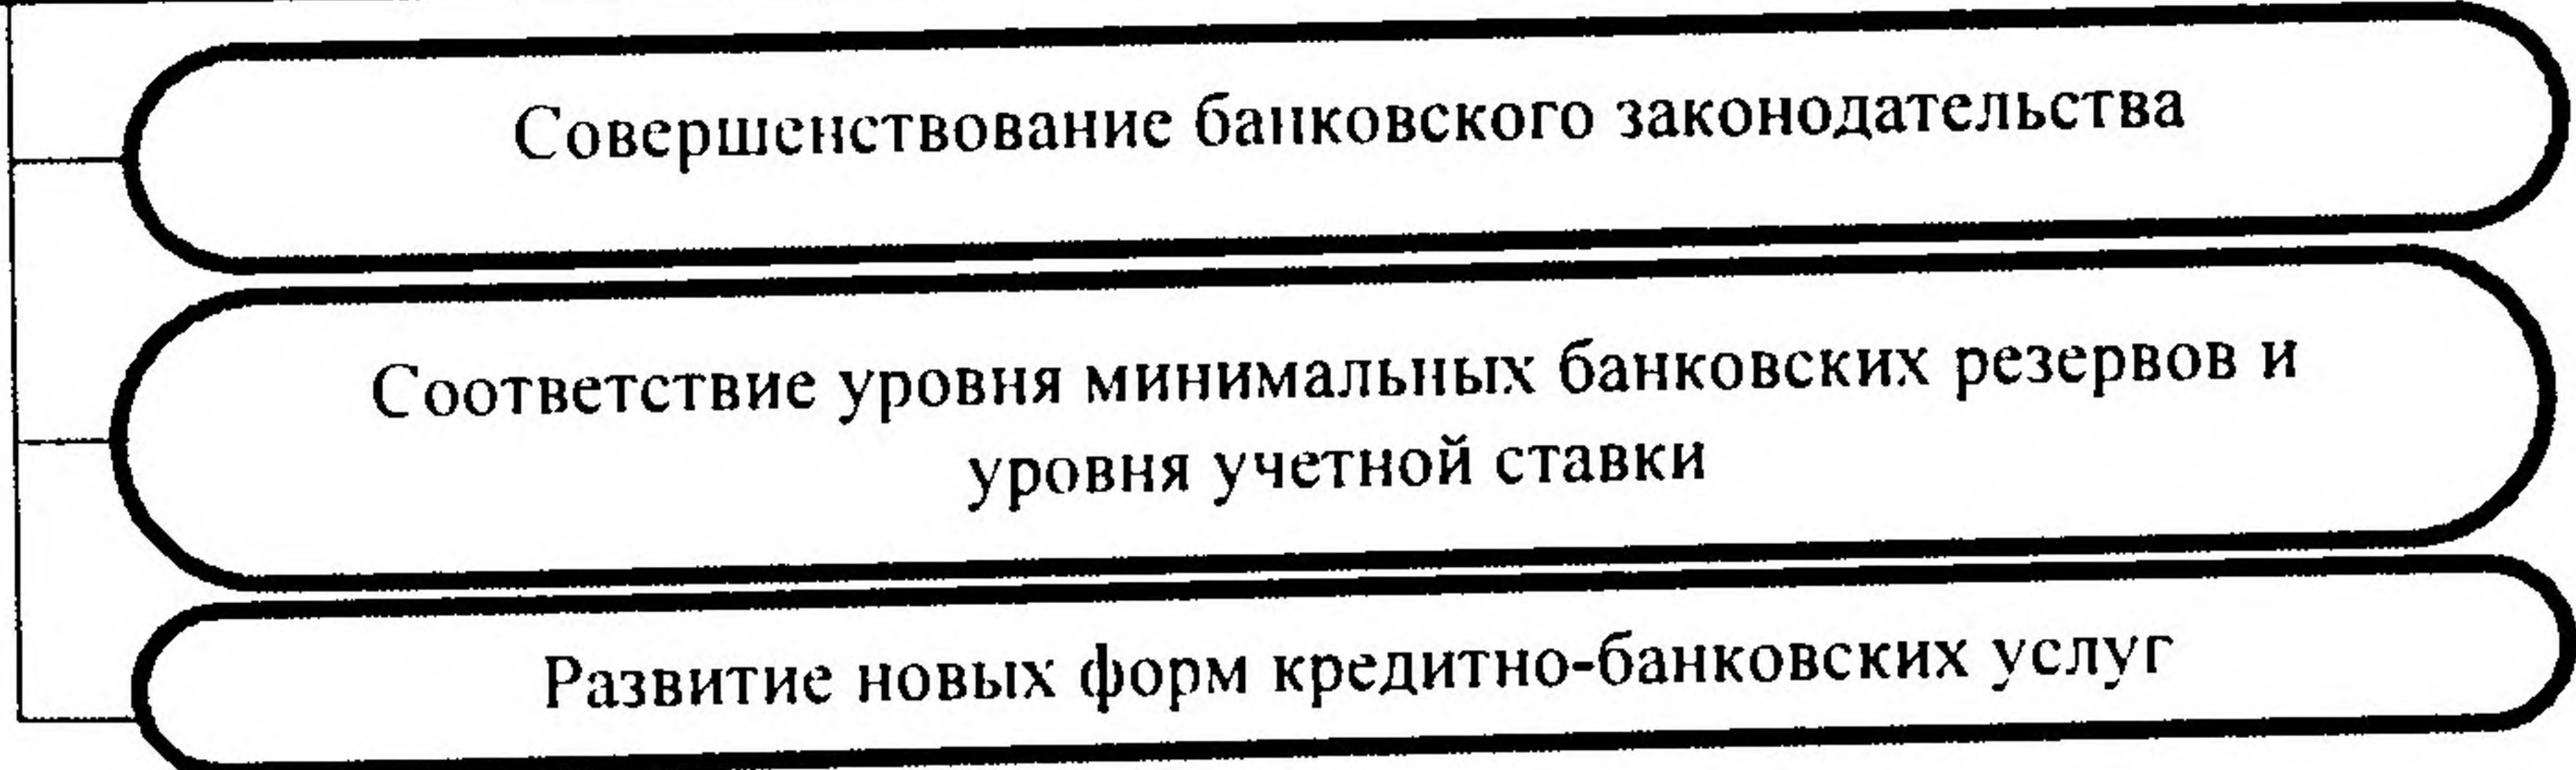 Совершенствование банковского законодательства
Соответствие уровня минимальных банковских резервов и
уровня учетной ставки
Развитие новых форм кредитно-банковских услуг